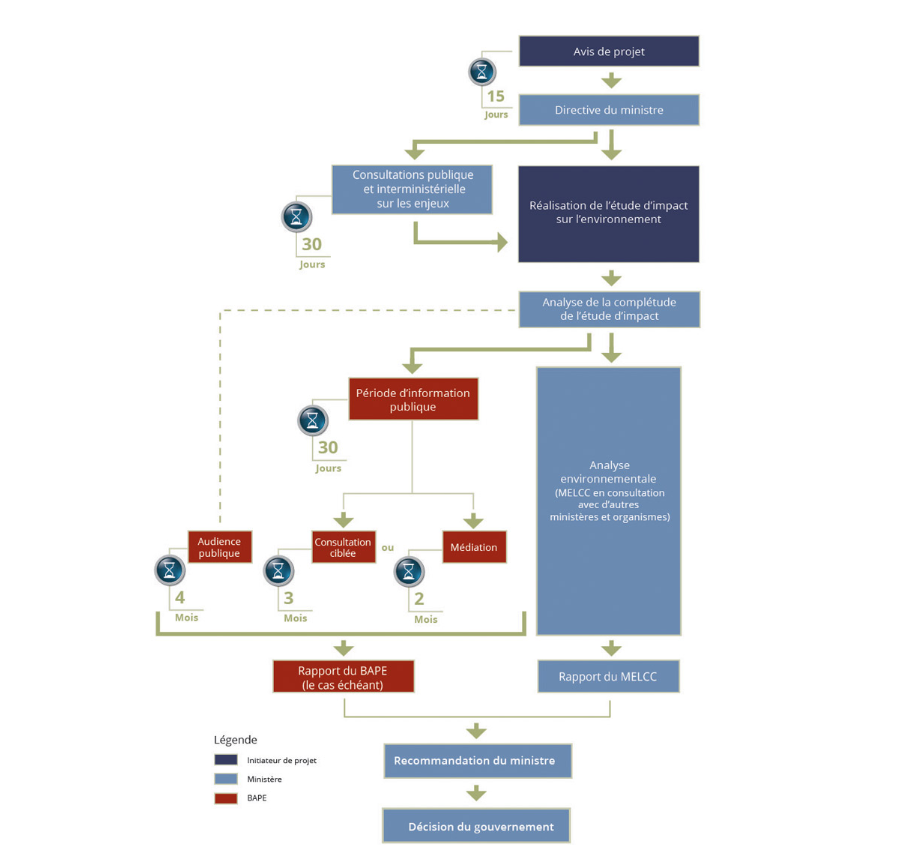 Avis de projet
15
Jours
Directive du ministre
Consultations publique
et interministérielle
sur les enjeux
30
Jours
Réalisation de l'étude d'impact
sur l'environnement
Analyse de la complétude
de l'étude d'impact
Période d'information
publique
30
Jours
Analyse
environnementale
(MELCC en consultation
avec d'autres
ministères et organismes)
Audience
publique
4
Mois
Consultation
ciblée
3
Mois
ou
Médiation
2
Mois
Rapport du BAPE
(le cas échéant)
Rapport du MELCC
Légende
Initiateur de projet
Ministère
BAPE
Recommandation du ministre
Décision du gouvernement